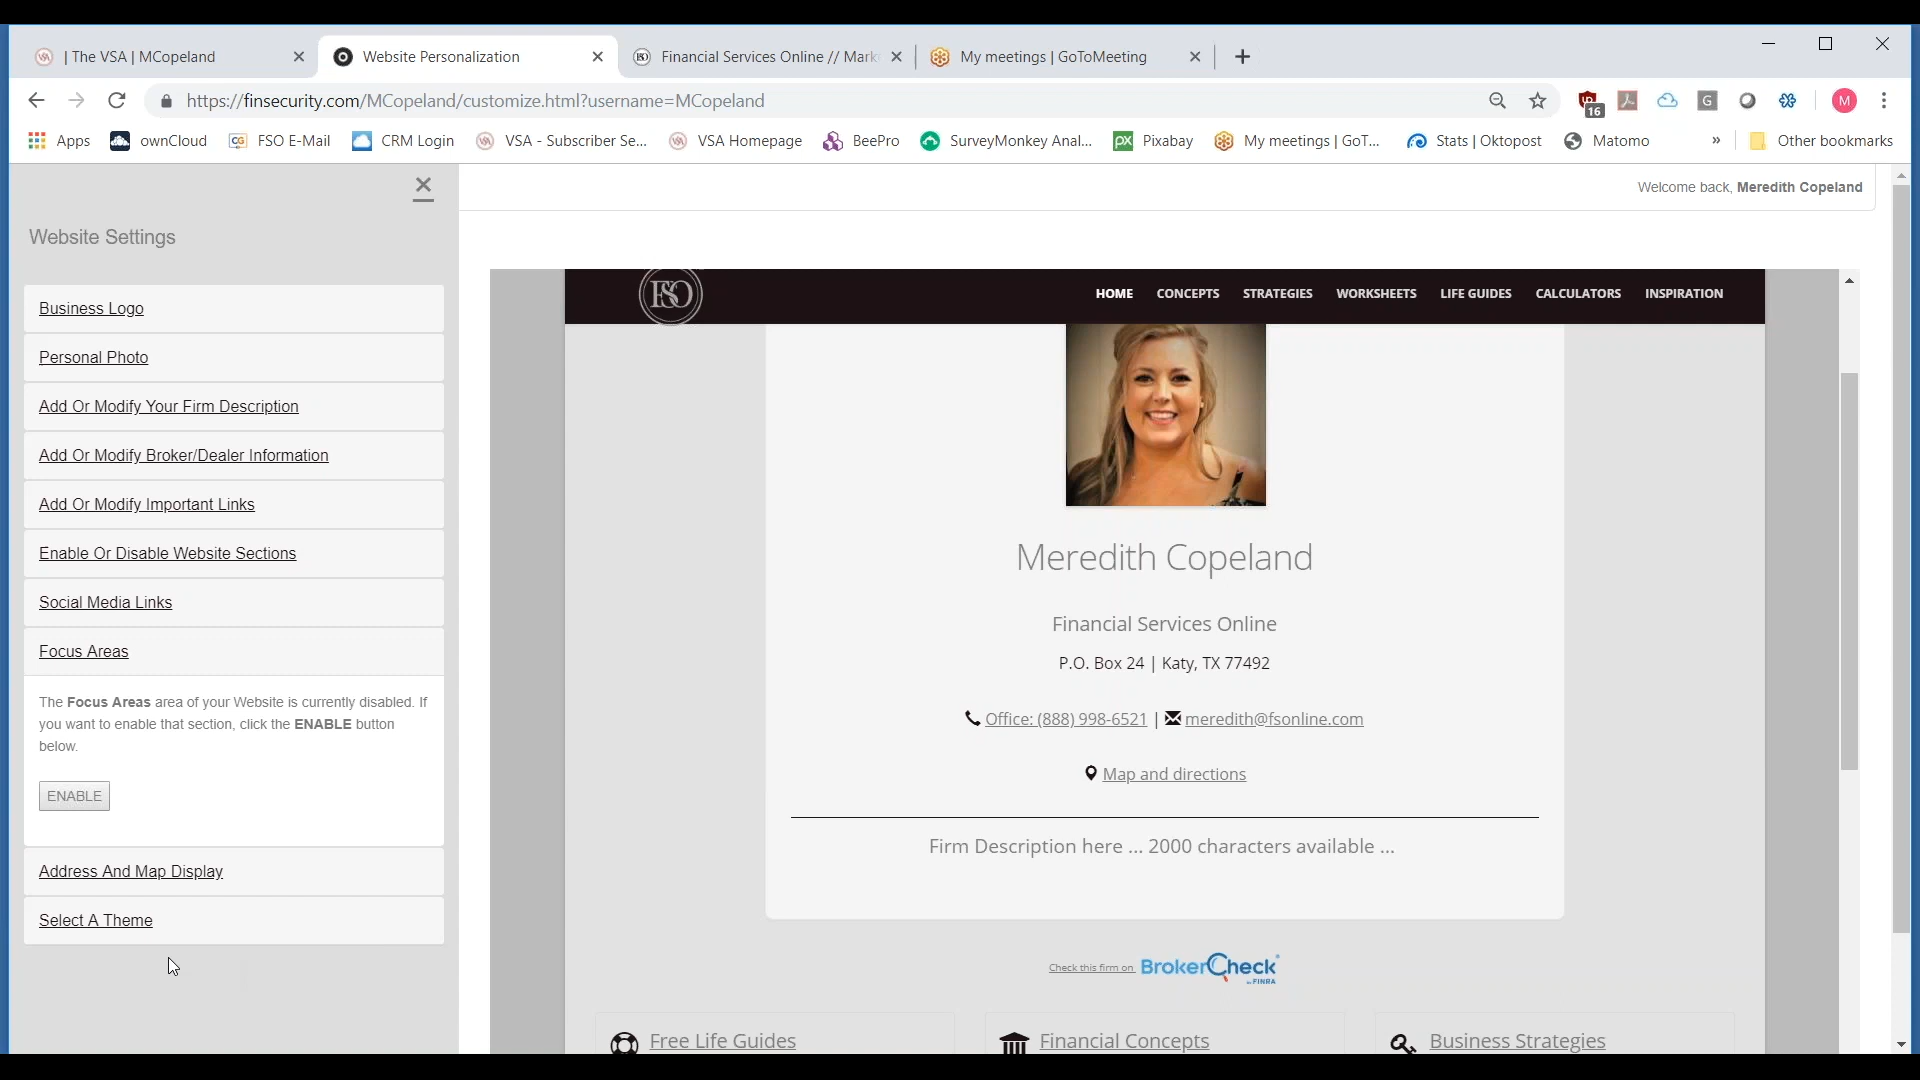 | The VSA | MCopeland
Website Personalization
Financial Services Online // Mark
My meetings | GoToMeeting
https://finsecurity.com/MCopeland/customize.html?username=MCopeland
16
G
M
Apps
ownCloud
CG
FSO E-Mail
CRM Login
VSA - Subscriber Se...
VSA Homepage
BeePro
SurveyMonkey Anal...
px
Pixabay
My meetings | GoT...
Stats | Oktopost
Matomo
»
Other bookmarks
Welcome back, Meredith Copeland
Website Settings
Business Logo
Personal Photo
Add Or Modify Your Firm Description
Add Or Modify Broker/Dealer Information
Add Or Modify Important Links
Enable Or Disable Website Sections
Social Media Links
Focus Areas
The Focus Areas area of your Website is currently disabled. If
you want to enable that section, click the ENABLE button
below.
ENABLE
Address And Map Display
Select A Theme
FSO
HOME
CONCEPTS
STRATEGIES
WORKSHEETS
LIFE GUIDES
CALCULATORS
INSPIRATION
Meredith Copeland
Financial Services Online
P.O. Box 24 | Katy, TX 77492
Office: (888) 998-6521 | meredith@fsonline.com
Map and directions
Firm Description here ... 2000 characters available ...
Check this firm on BrokerCheck
by FINRA
Free Life Guides
Financial Concepts
Business Strategies